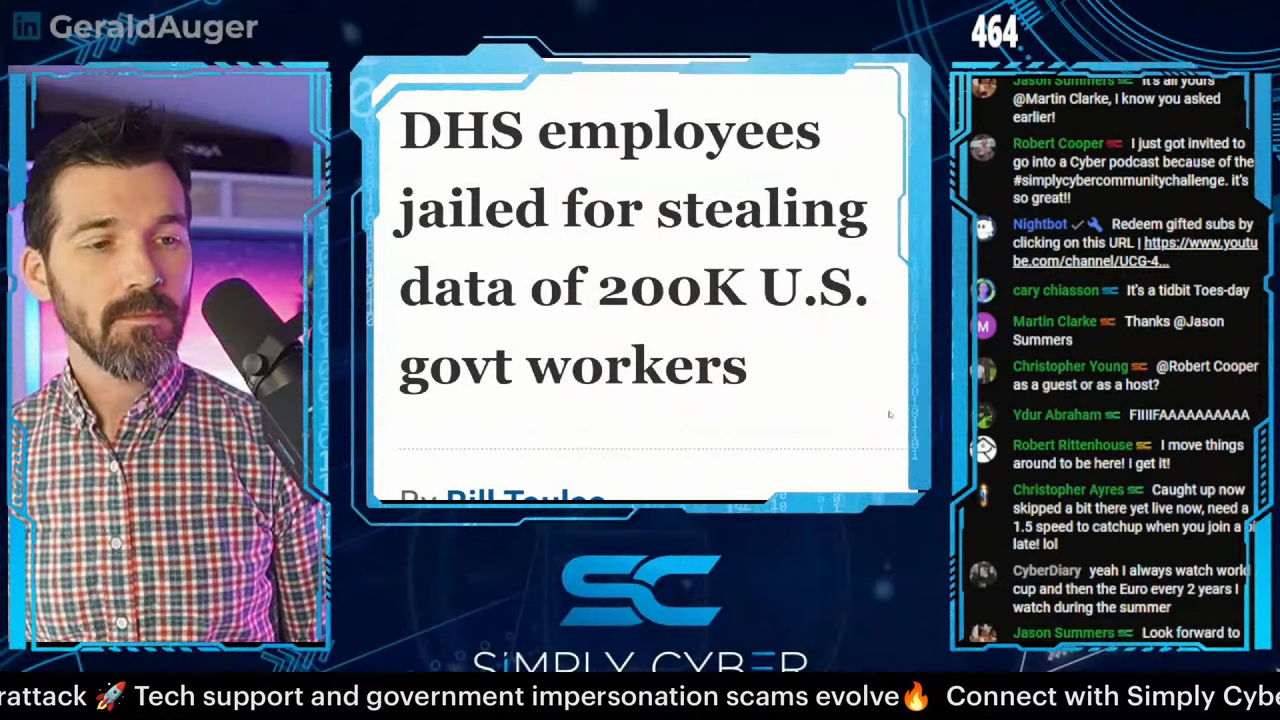 in GeraldAuger
DHS employees
jailed for stealing
data of 200K U.S.
govt workers
By Bill Toulas
SiMPLY CYBER
464
Jason Summers It's all yours
@Martin Clarke, I know you asked
earlier!
Robert Cooper I just got invited to
go into a Cyber podcast because of the
#simplycybercommunitychallenge. it's
so great!!
Nightbot Redeem gifted subs by
clicking on this URL | https://www.youtu
be.com/channel/UCG-4...
cary chiasson It's a tidbit Toes-day
M Martin Clarke Thanks @Jason
Summers
Christopher Young @Robert Cooper
as a guest or as a host?
Ydur Abraham FIIIIFAAAAAAAAAA
Robert Rittenhouse I move things
around to be here! I get it!
Christopher Ayres Caught up now
skipped a bit there yet live now, need a
1.5 speed to catchup when you join a
late! lol
CyberDiary yeah I always watch world
cup and then the Euro every 2 years I
watch during the summer
Jason Summers Look forward to
rattack 🚀 Tech support and government impersonation scams evolve🔥 Connect with Simply Cybe